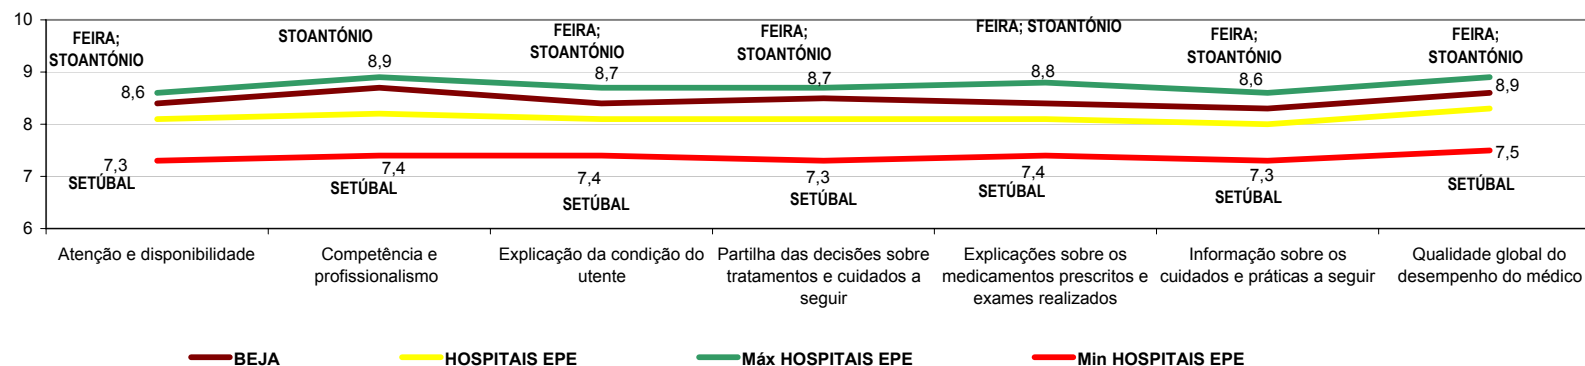 10
9
8
7
6
FEIRA;
STOANTÓNIO
8,6
STOANTÓNIO
8,9
FEIRA;
STOANTÓNIO
8,7
FEIRA;
STOANTÓNIO
8,7
FEIRA; STOANTÓNIO
8,8
FEIRA;
STOANTÓNIO
8,6
FEIRA;
STOANTÓNIO
8,9
7,3
SETÚBAL
7,4
SETÚBAL
7,4
SETÚBAL
7,3
SETÚBAL
7,4
SETÚBAL
7,3
SETÚBAL
7,5
SETÚBAL
Atenção e disponibilidade
Competência e
profissionalismo
Explicação da condição do
utente
Partilha das decisões sobre
tratamentos e cuidados a
seguir
Explicações sobre os
medicamentos prescritos e
exames realizados
Informação sobre os
cuidados e práticas a seguir
Qualidade global do
desempenho do médico
BEJA
HOSPITAIS EPE
Máx HOSPITAIS EPE
Min HOSPITAIS EPE